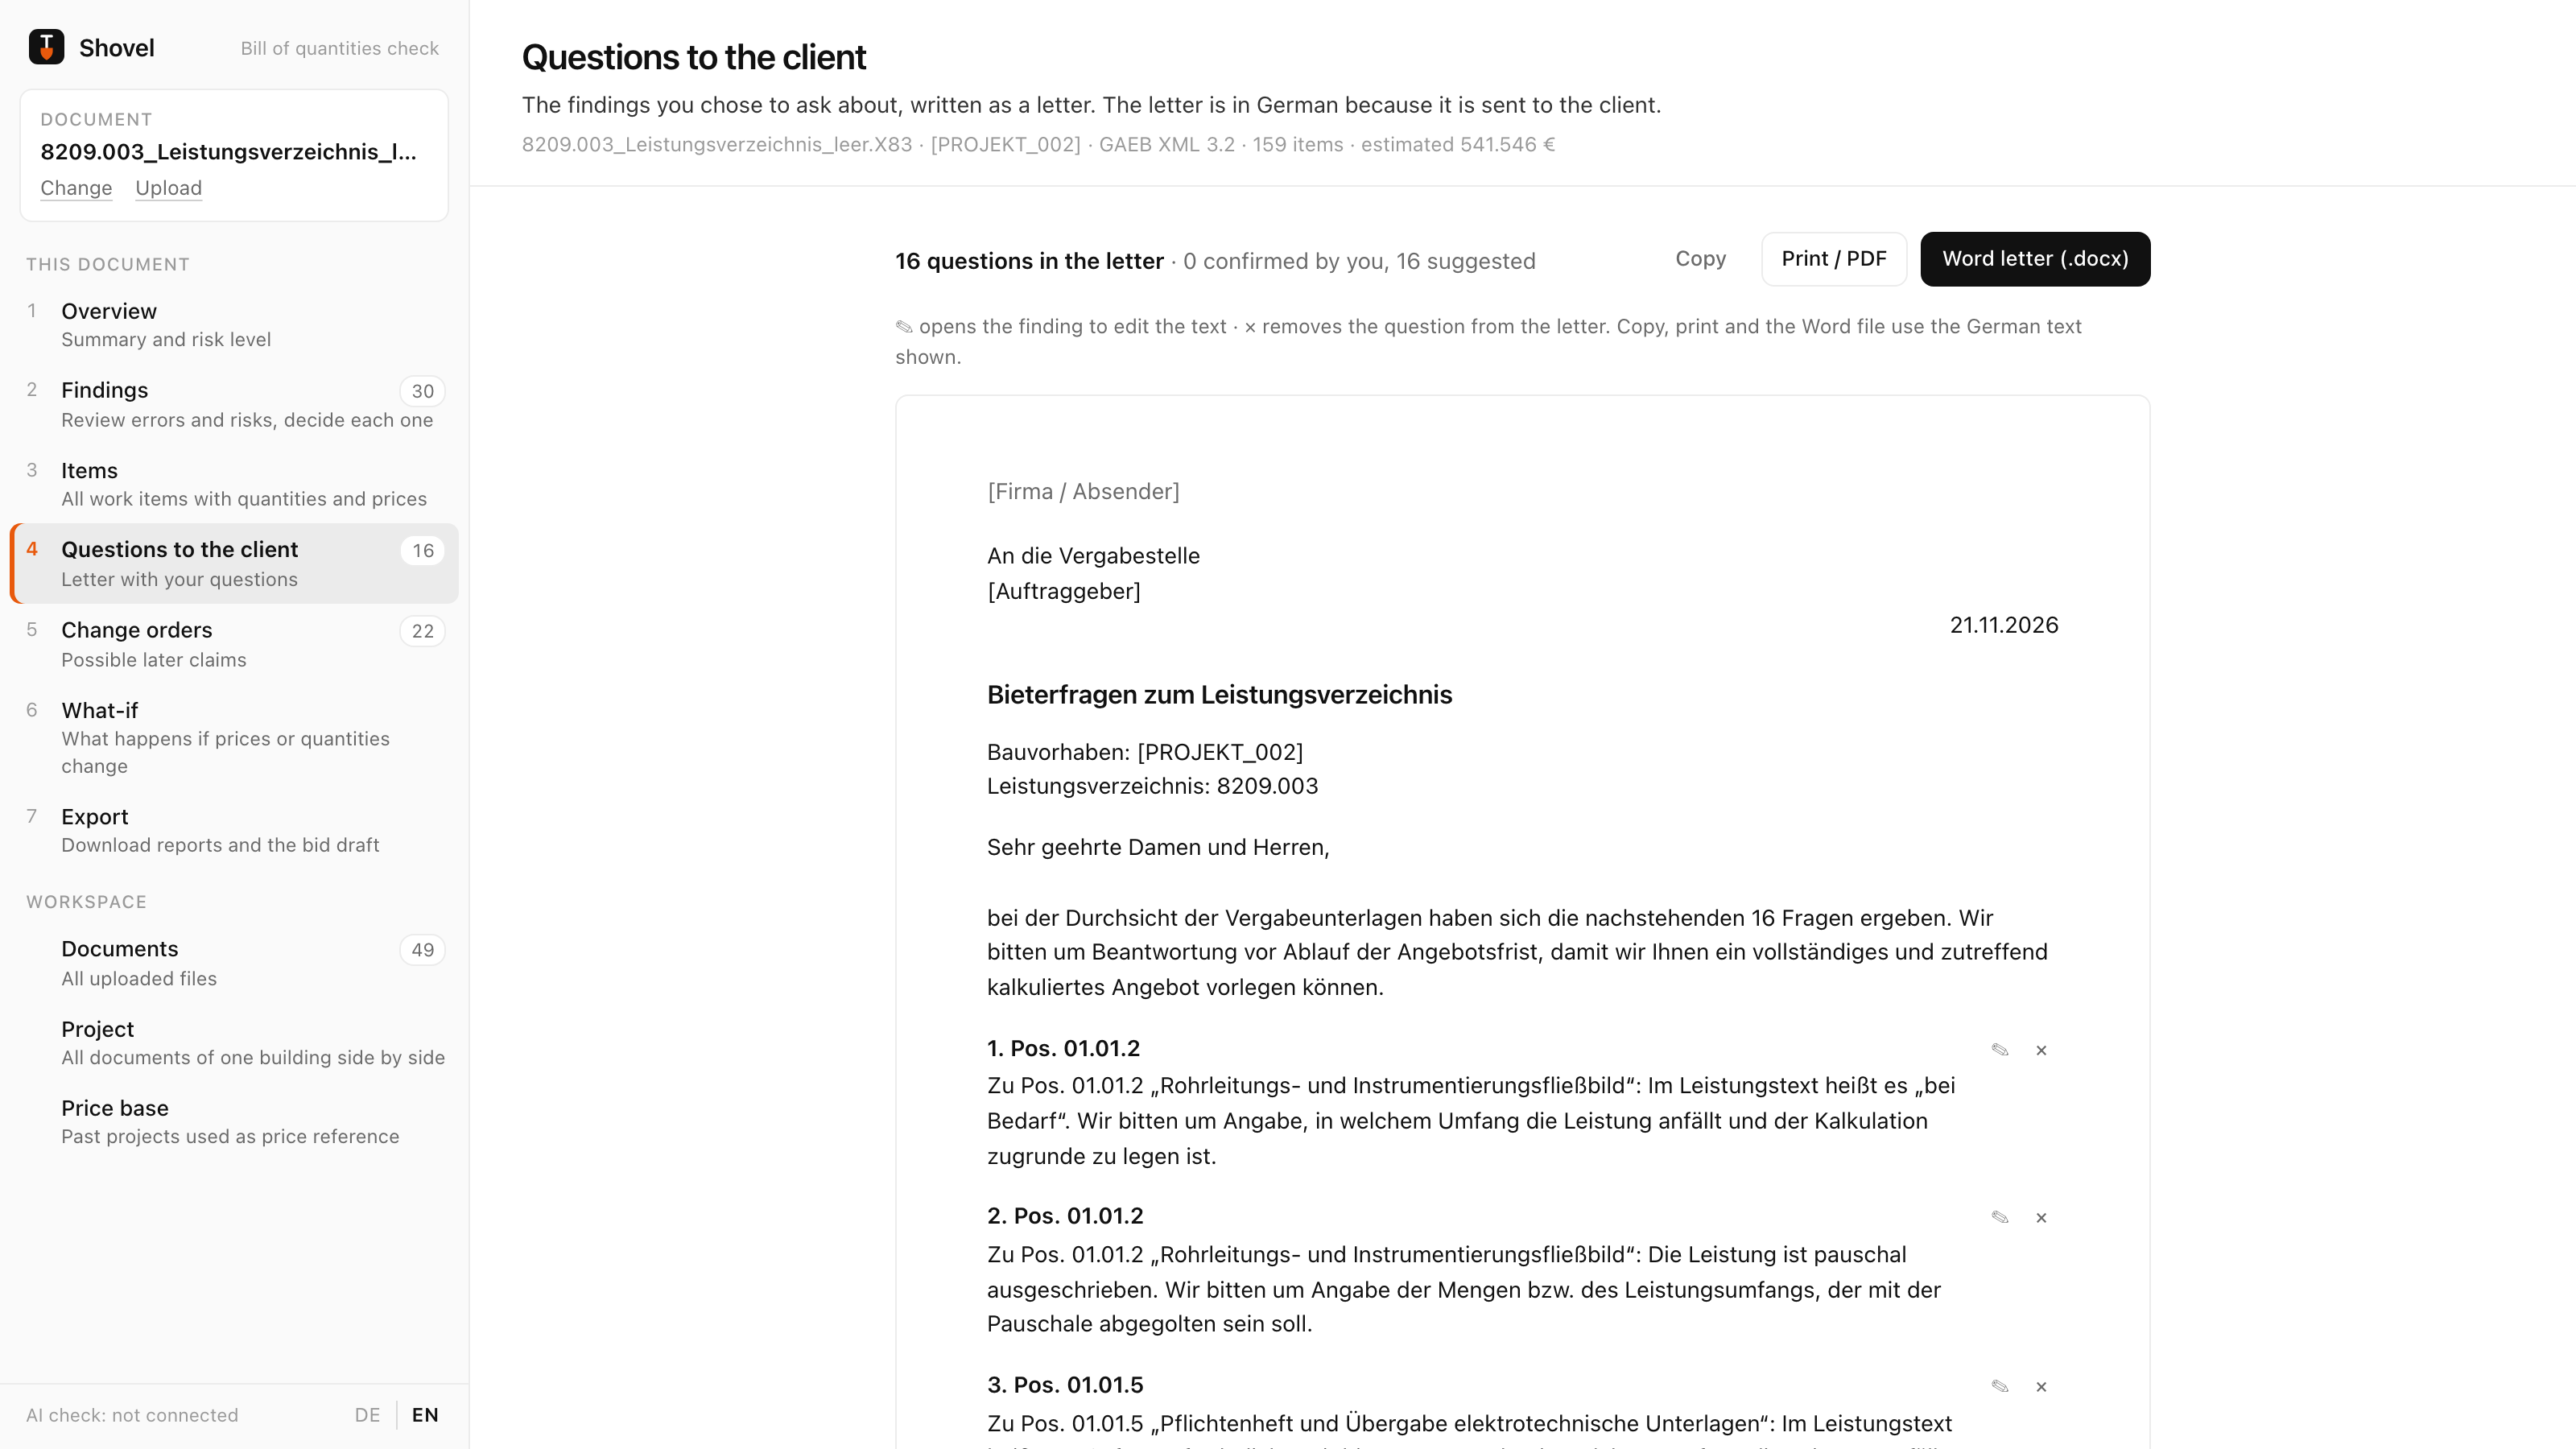 Shovel
Bill of quantities check
DOCUMENT
8209.003_Leistungsverzeichnis_l...
Change Upload
THIS DOCUMENT
1 Overview
Summary and risk level
2 Findings 30
Review errors and risks, decide each one
3 Items
All work items with quantities and prices
4 Questions to the client 16
Letter with your questions
5 Change orders 22
Possible later claims
6 What-if
What happens if prices or quantities
change
7 Export
Download reports and the bid draft
WORKSPACE
Documents 49
All uploaded files
Project
All documents of one building side by side
Price base
Past projects used as price reference
AI check: not connected DE EN
Questions to the client
The findings you chose to ask about, written as a letter. The letter is in German because it is sent to the client.
8209.003_Leistungsverzeichnis_leer.X83 · [PROJEKT_002] · GAEB XML 3.2 · 159 items · estimated 541.546 €
16 questions in the letter · 0 confirmed by you, 16 suggested
Copy Print / PDF Word letter (.docx)
✎ opens the finding to edit the text · × removes the question from the letter. Copy, print and the Word file use the German text
shown.
[Firma / Absender]
An die Vergabestelle
[Auftraggeber]
21.11.2026
Bieterfragen zum Leistungsverzeichnis
Bauvorhaben: [PROJEKT_002]
Leistungsverzeichnis: 8209.003
Sehr geehrte Damen und Herren,
bei der Durchsicht der Vergabeunterlagen haben sich die nachstehenden 16 Fragen ergeben. Wir
bitten um Beantwortung vor Ablauf der Angebotsfrist, damit wir Ihnen ein vollständiges und zutreffend
kalkuliertes Angebot vorlegen können.
1. Pos. 01.01.2 ✎ ×
Zu Pos. 01.01.2 „Rohrleitungs- und Instrumentierungsfließbild“: Im Leistungstext heißt es „bei
Bedarf“. Wir bitten um Angabe, in welchem Umfang die Leistung anfällt und der Kalkulation
zugrunde zu legen ist.
2. Pos. 01.01.2 ✎ ×
Zu Pos. 01.01.2 „Rohrleitungs- und Instrumentierungsfließbild“: Die Leistung ist pauschal
ausgeschrieben. Wir bitten um Angabe der Mengen bzw. des Leistungsumfangs, der mit der
Pauschale abgegolten sein soll.
3. Pos. 01.01.5 ✎ ×
Zu Pos. 01.01.5 „Pflichtenheft und Übergabe elektrotechnische Unterlagen“: Im Leistungstext